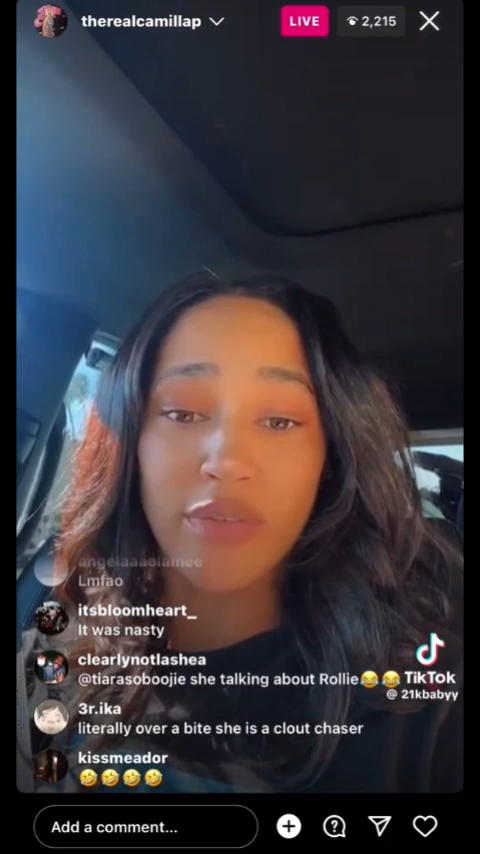 therealcamillap
LIVE
2,215
Lmfao
itsbloomheart_
It was nasty
clearlynotlashea
@tiarasoboojie she talking about Rollie😂😂
TikTok
@ 21kbabyy
3r.ika
literally over a bite she is a clout chaser
kissmeador
🤣🤣🤣🤣
Add a comment...